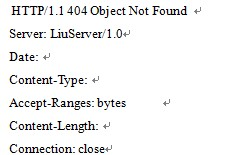 HTTP/1.1 404 Object Not Found ↵
Server: LiuServer/1.0↵
Date: ↵
Content-Type: ↵
Accept-Ranges: bytes ↵
Content-Length: ↵
Connection: close↵